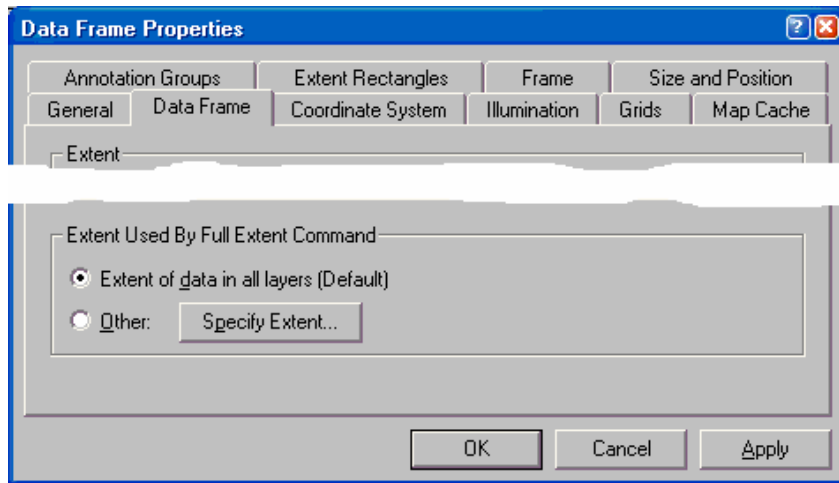 Data Frame Properties
Annotation Groups Extent Rectangles Frame Size and Position
General Data Frame Coordinate System Illumination Grids Map Cache
Extent
Extent Used By Full Extent Command
Extent of data in all layers (Default)
Other: Specify Extent...
OK Cancel Apply